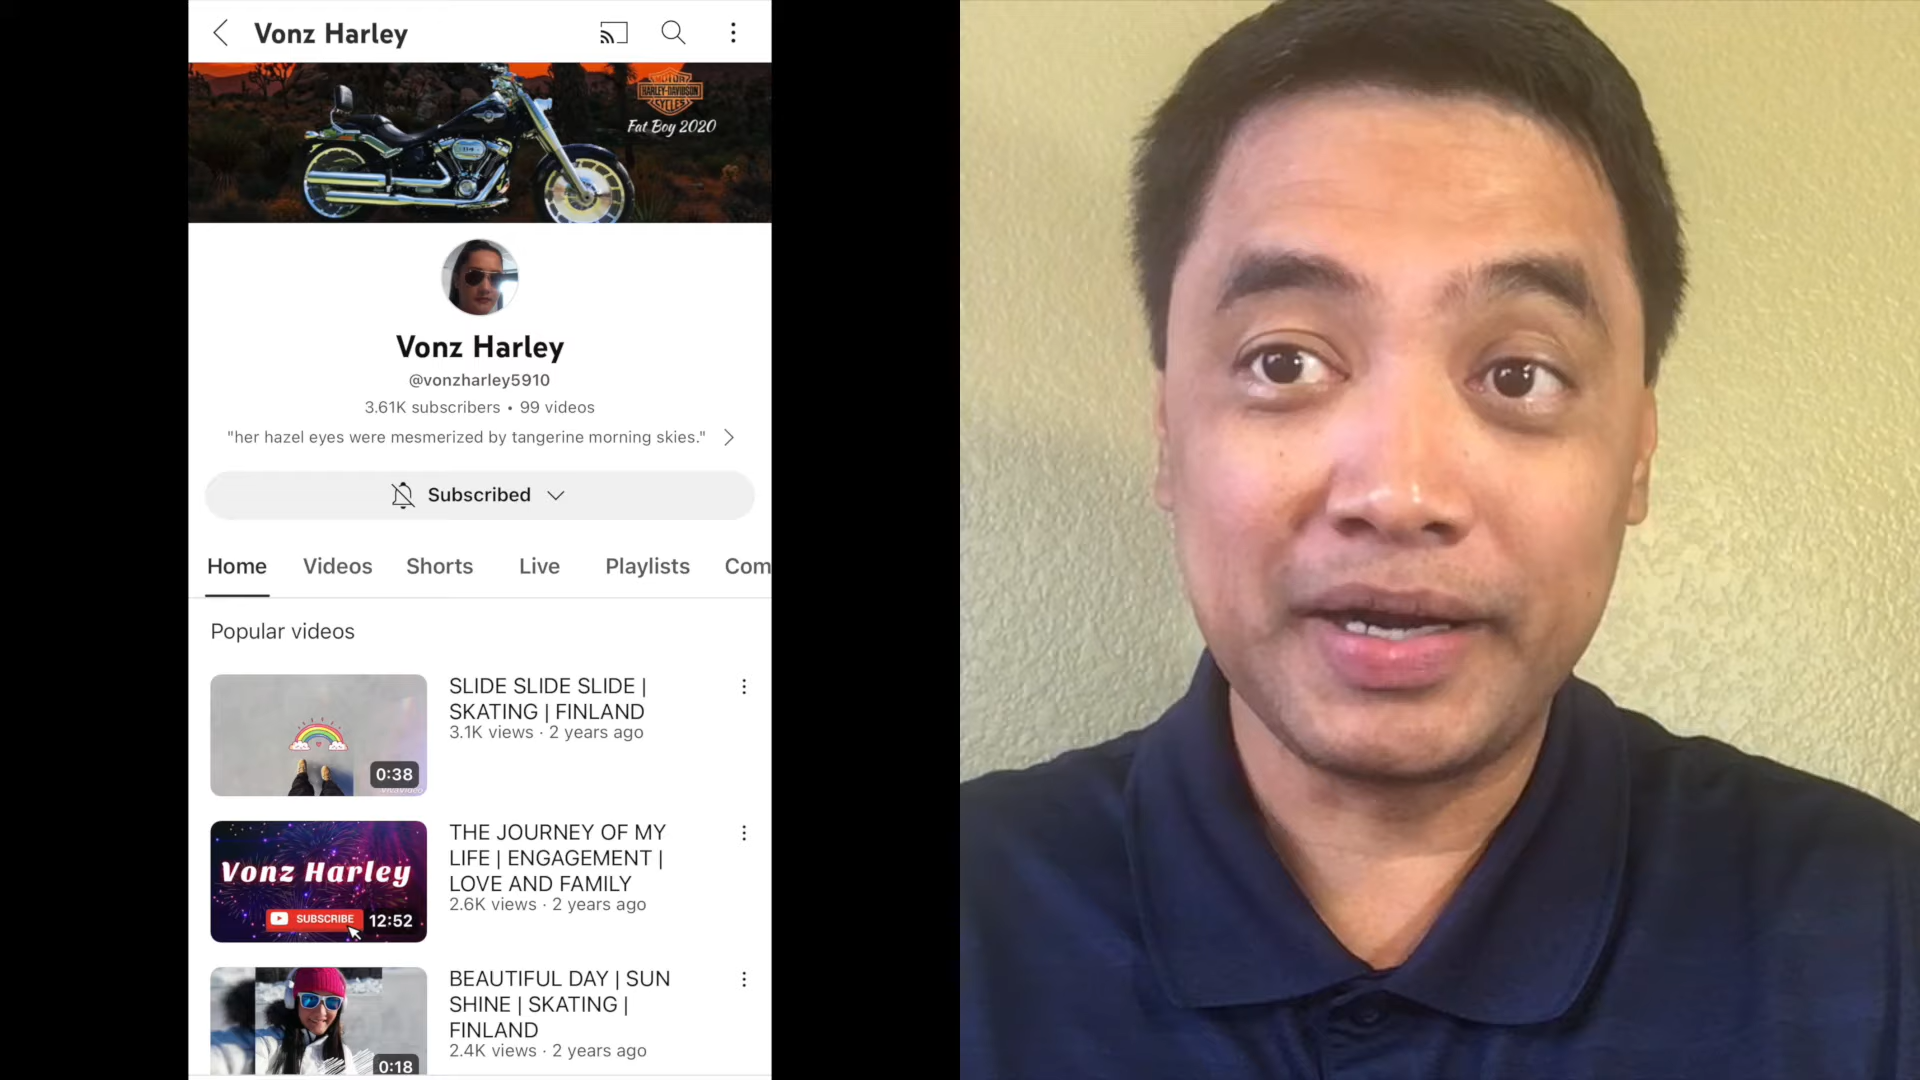 Vonz Harley
MOTOR
HARLEY-DAVIDSON
CYCLES
Fat Boy 2020
Vonz Harley
@vonzharley5910
3.61K subscribers • 99 videos
"her hazel eyes were mesmerized by tangerine morning skies."
Subscribed
Home Videos Shorts Live Playlists Com
Popular videos
SLIDE SLIDE SLIDE |
SKATING | FINLAND
3.1K views · 2 years ago
0:38
THE JOURNEY OF MY
LIFE | ENGAGEMENT |
LOVE AND FAMILY
2.6K views · 2 years ago
Vonz Harley
SUBSCRIBE
12:52
BEAUTIFUL DAY | SUN
SHINE | SKATING |
FINLAND
2.4K views · 2 years ago
0:18